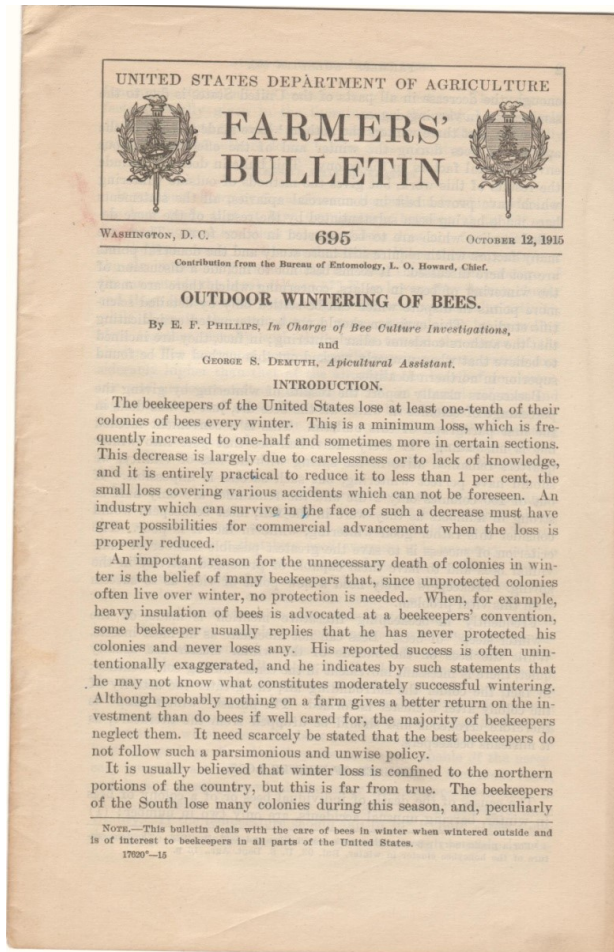 UNITED STATES DEPARTMENT OF AGRICULTURE
FARMERS'
BULLETIN
WASHINGTON, D. C. 695 OCTOBER 12, 1915
Contribution from the Bureau of Entomology, L. O. Howard, Chief.
OUTDOOR WINTERING OF BEES.
By E. F. PHILLIPS, In Charge of Bee Culture Investigations,
and
GEORGE S. DEMUTH, Apicultural Assistant.
INTRODUCTION.
The beekeepers of the United States lose at least one-tenth of their
colonies of bees every winter. This is a minimum loss, which is fre-
quently increased to one-half and sometimes more in certain sections.
This decrease is largely due to carelessness or to lack of knowledge,
and it is entirely practical to reduce it to less than 1 per cent, the
small loss covering various accidents which can not be foreseen. An
industry which can survive in the face of such a decrease must have
great possibilities for commercial advancement when the loss is
properly reduced.
An important reason for the unnecessary death of colonies in win-
ter is the belief of many beekeepers that, since unprotected colonies
often live over winter, no protection is needed. When, for example,
heavy insulation of bees is advocated at a beekeepers' convention,
some beekeeper usually replies that he has never protected his
colonies and never loses any. His reported success is often unin-
tentionally exaggerated, and he indicates by such statements that
he may not know what constitutes moderately successful wintering.
Although probably nothing on a farm gives a better return on the in-
vestment than do bees if well cared for, the majority of beekeepers
neglect them. It need scarcely be stated that the best beekeepers do
not follow such a parsimonious and unwise policy.
It is usually believed that winter loss is confined to the northern
portions of the country, but this is far from true. The beekeepers
of the South lose many colonies during this season, and, peculiarly
NOTE.—This bulletin deals with the care of bees in winter when wintered outside and
is of interest to beekeepers in all parts of the United States.
17020°—15